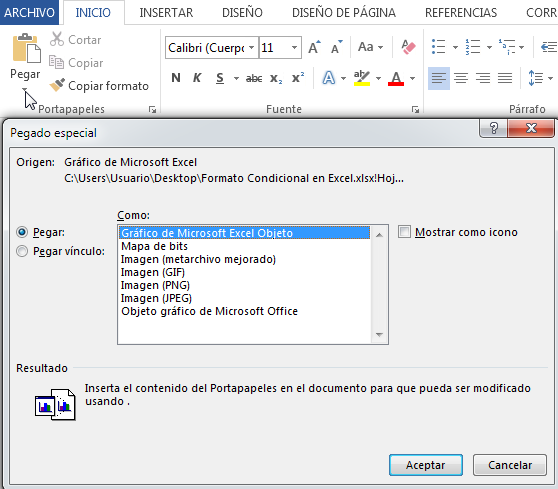 ARCHIVO INICIO INSERTAR DISEÑO DISEÑO DE PÁGINA REFERENCIAS CORR
Pegar
Cortar
Copiar
Copiar formato
Portapapeles
Calibri (Cuerpo 11 A A Aa A
N K S abc x₂ x² A ab A
Fuente
Párrafo
Pegado especial
Origen: Gráfico de Microsoft Excel
C:\Users\Usuario\Desktop\Formato Condicional en Excel.xlsx!Hoj...
Como:
Pegar:
Pegar vínculo:
Gráfico de Microsoft Excel Objeto
Mapa de bits
Imagen (metarchivo mejorado)
Imagen (GIF)
Imagen (PNG)
Imagen (JPEG)
Objeto gráfico de Microsoft Office
Mostrar como icono
Resultado
Inserta el contenido del Portapapeles en el documento para que pueda ser modificado
usando .
Aceptar Cancelar